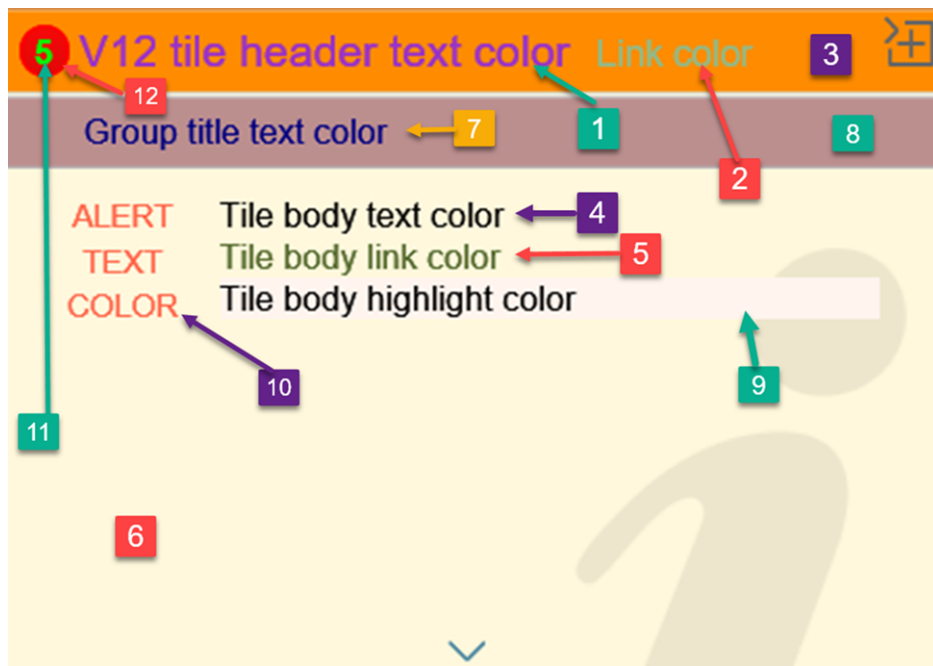 5 V12 tile header text color Link color 3
12
Group title text color 7 1 8
2
ALERT Tile body text color 4
TEXT Tile body link color 5
COLOR Tile body highlight color
10 9
11
6
i